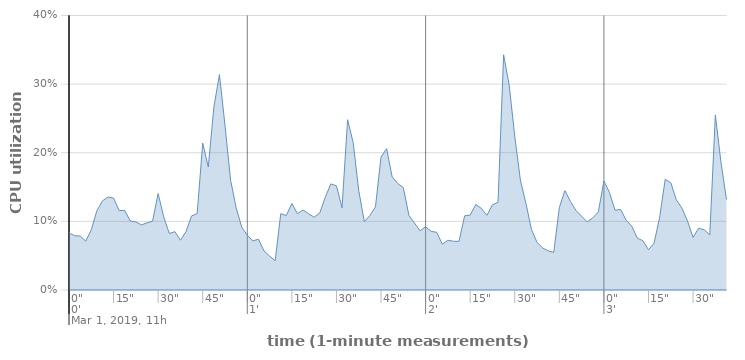 40%
30%
20%
10%
0%
CPU utilization
0" 15" 30" 45" 0" 15" 30" 45" 0" 15" 30" 45" 0" 15" 30"
0' 1' 2' 3'
Mar 1, 2019, 11h
time (1-minute measurements)